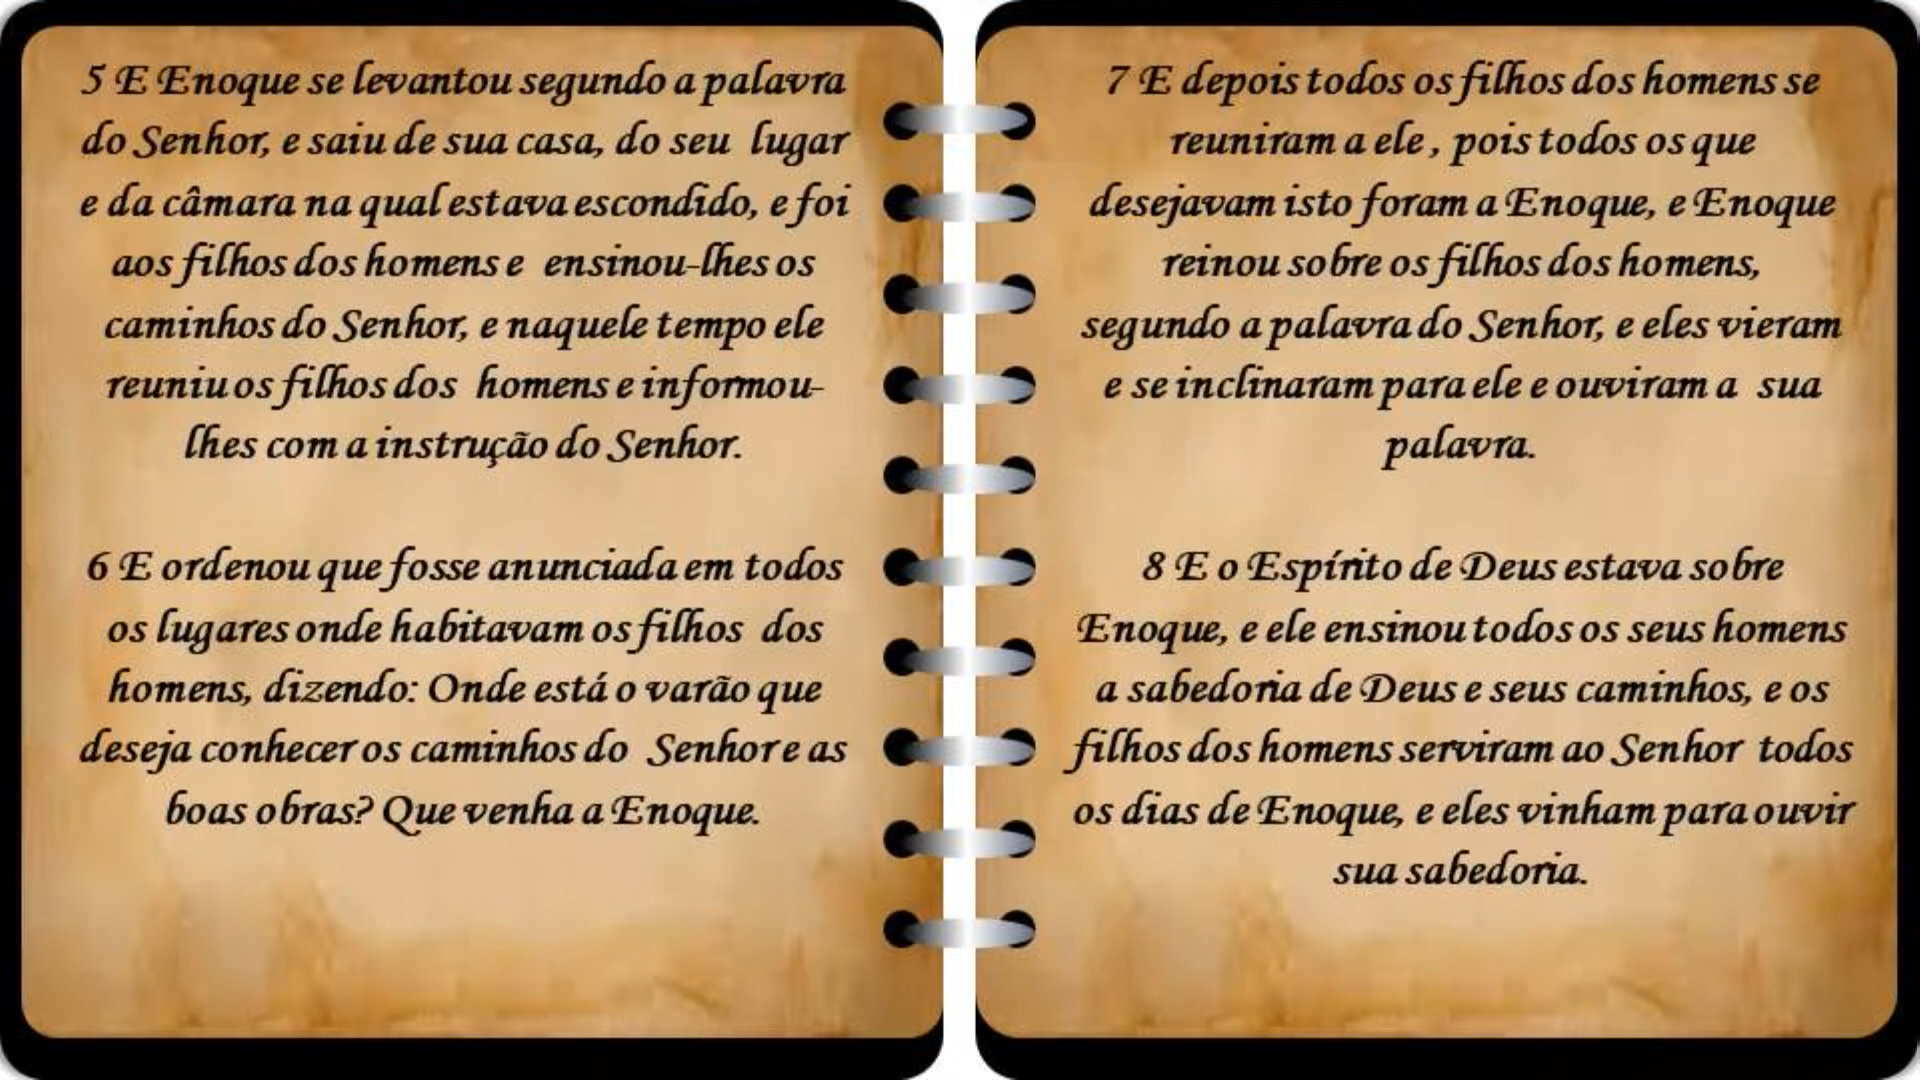 5 E Enoque se levantou segundo a palavra
do Senhor, e saiu de sua casa, do seu lugar
e da câmara na qual estava escondido, e foi
aos filhos dos homens e ensinou-lhes os
caminhos do Senhor, e naquele tempo ele
reuniu os filhos dos homens e informou-
lhes com a instrução do Senhor.
6 E ordenou que fosse anunciada em todos
os lugares onde habitavam os filhos dos
homens, dizendo: Onde está o varão que
deseja conhecer os caminhos do Senhor e as
boas obras? Que venha a Enoque.
7 E depois todos os filhos dos homens se
reuniram a ele , pois todos os que
desejavam isto foram a Enoque, e Enoque
reinou sobre os filhos dos homens,
segundo a palavra do Senhor, e eles vieram
e se inclinaram para ele e ouviram a sua
palavra.
8 E o Espírito de Deus estava sobre
Enoque, e ele ensinou todos os seus homens
a sabedoria de Deus e seus caminhos, e os
filhos dos homens serviram ao Senhor todos
os dias de Enoque, e eles vinham para ouvir
sua sabedoria.